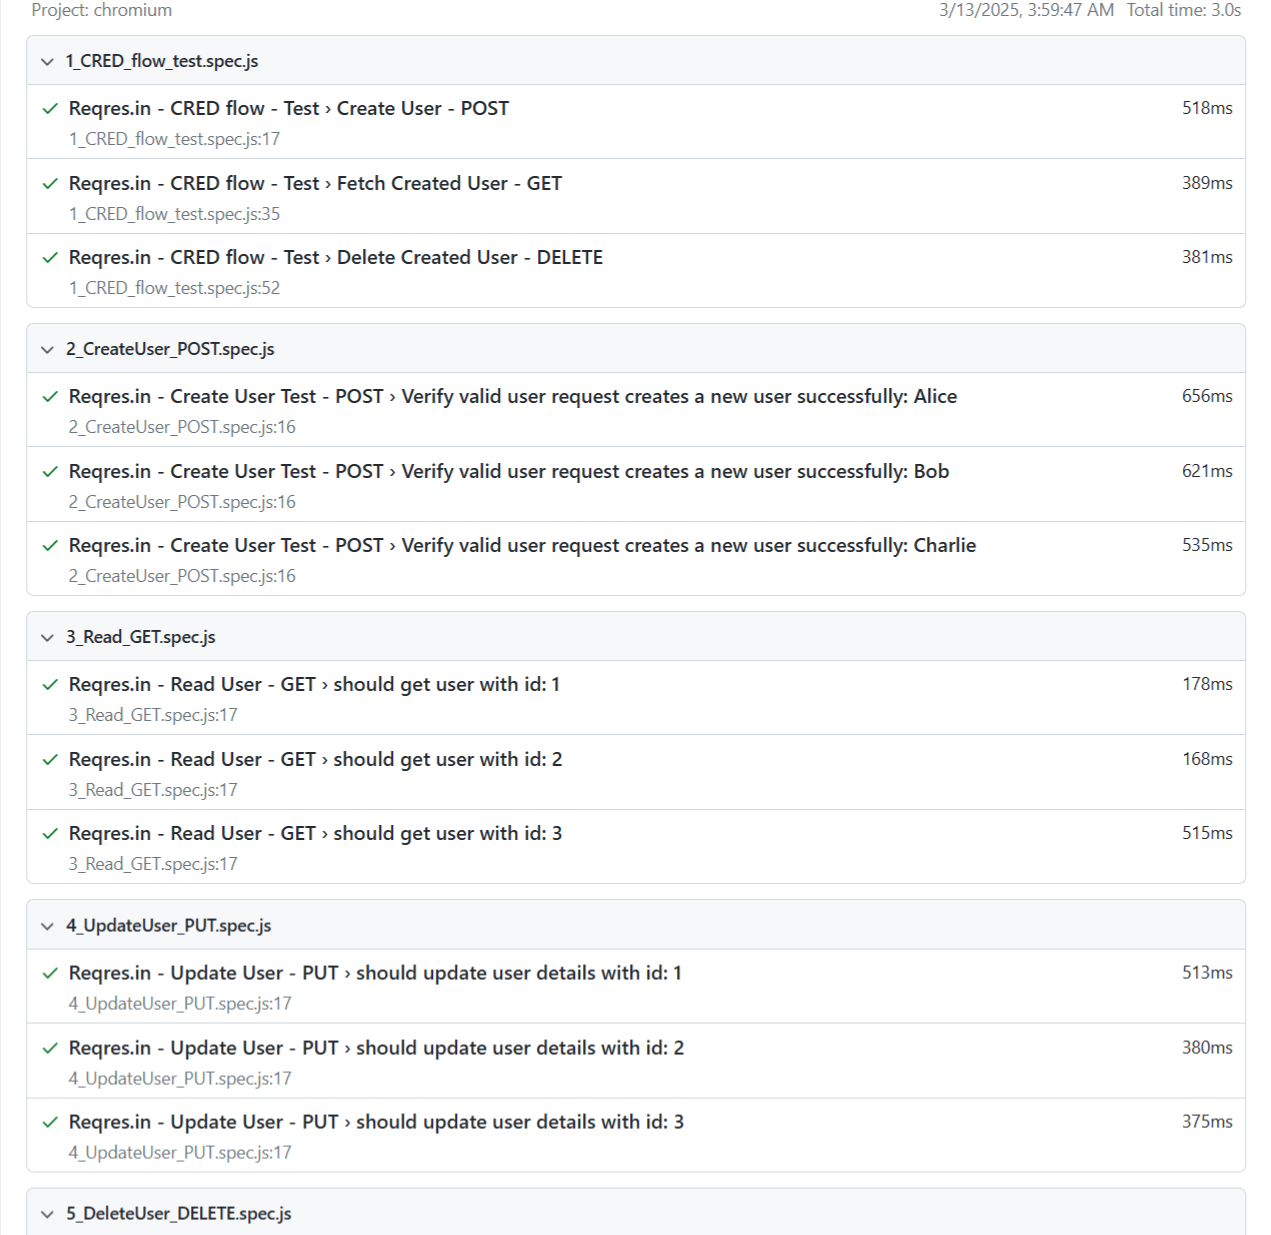 Project: chromium 3/13/2025, 3:59:47 AM Total time: 3.0s
1_CRED_flow_test.spec.js
Reqres.in - CRED flow - Test › Create User - POST 518ms
1_CRED_flow_test.spec.js:17
Reqres.in - CRED flow - Test › Fetch Created User - GET 389ms
1_CRED_flow_test.spec.js:35
Reqres.in - CRED flow - Test › Delete Created User - DELETE 381ms
1_CRED_flow_test.spec.js:52
2_CreateUser_POST.spec.js
Reqres.in - Create User Test - POST › Verify valid user request creates a new user successfully: Alice 656ms
2_CreateUser_POST.spec.js:16
Reqres.in - Create User Test - POST › Verify valid user request creates a new user successfully: Bob 621ms
2_CreateUser_POST.spec.js:16
Reqres.in - Create User Test - POST › Verify valid user request creates a new user successfully: Charlie 535ms
2_CreateUser_POST.spec.js:16
3_Read_GET.spec.js
Reqres.in - Read User - GET › should get user with id: 1 178ms
3_Read_GET.spec.js:17
Reqres.in - Read User - GET › should get user with id: 2 168ms
3_Read_GET.spec.js:17
Reqres.in - Read User - GET › should get user with id: 3 515ms
3_Read_GET.spec.js:17
4_UpdateUser_PUT.spec.js
Reqres.in - Update User - PUT › should update user details with id: 1 513ms
4_UpdateUser_PUT.spec.js:17
Reqres.in - Update User - PUT › should update user details with id: 2 380ms
4_UpdateUser_PUT.spec.js:17
Reqres.in - Update User - PUT › should update user details with id: 3 375ms
4_UpdateUser_PUT.spec.js:17
5_DeleteUser_DELETE.spec.js